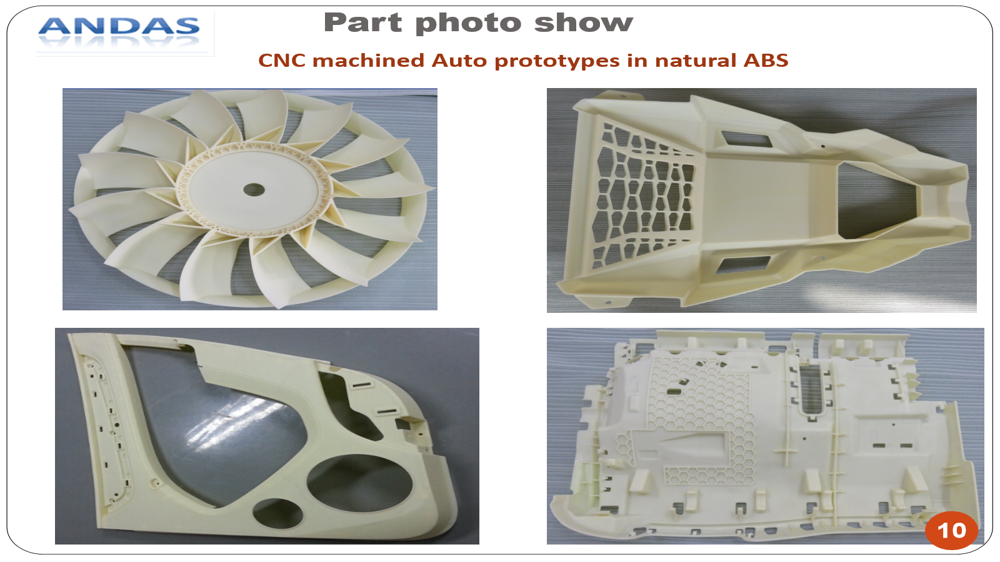 ANDAS
Part photo show
CNC machined Auto prototypes in natural ABS
10